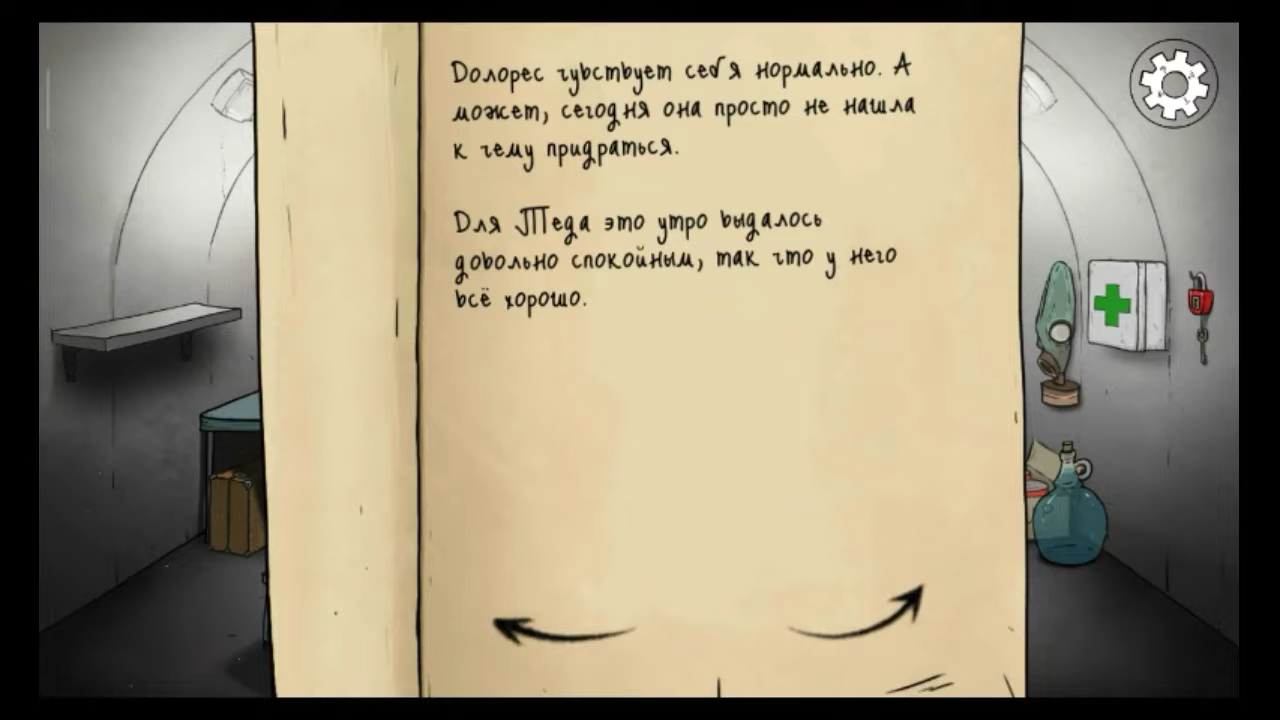 Долорес чувствует себя нормально. А
может, сегодня она просто не нашла
к чему придраться.
Для Теда это утро выдалось
довольно спокойным, так что у него
всё хорошо.